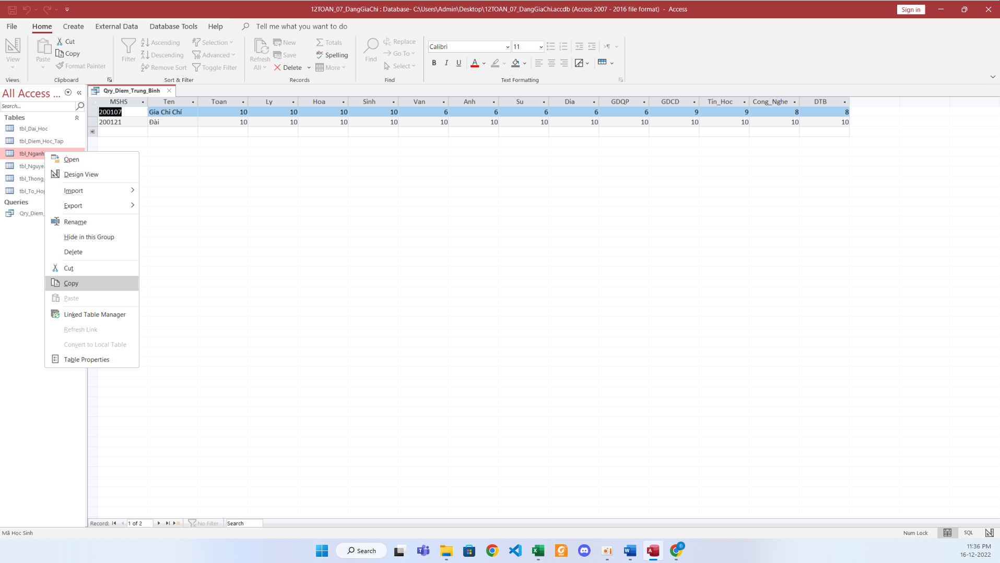 12TOAN_07_DangGiaChi : Database- C:\Users\Admin\Desktop\12TOAN_07_DangGiaChi.accdb (Access 2007 - 2016 file format) - Access
Sign in
File Home Create External Data Database Tools Help Tell me what you want to do
View
Views
Paste
Cut
Copy
Format Painter
Clipboard
Filter
Ascending
Descending
Remove Sort
Selection
Advanced
Toggle Filter
Sort & Filter
Refresh
All
New
Save
Delete
Totals
Spelling
More
Records
Find
Replace
Go To
Select
Find
Calibri 11
B I U A
Text Formatting
All Access ...
Search...
Tables
tbl_Dai_Hoc
tbl_Diem_Hoc_Tap
tbl_Nganh
tbl_Nguye
tbl_Thong_
tbl_To_Hop
Queries
Qry_Diem_
Open
Design View
Import
Export
Rename
Hide in this Group
Delete
Cut
Copy
Paste
Linked Table Manager
Refresh Link
Convert to Local Table
Table Properties
Qry_Diem_Trung_Binh
MSHS Ten Toan Ly Hoa Sinh Van Anh Su Dia GDQP GDCD Tin_Hoc Cong_Nghe DTB
200107 Gia Chi Chí 10 10 10 10 6 6 6 6 6 9 9 8 8
200121 Đài 10 10 10 10 10 10 10 10 10 10 10 10 10
Record: 1 of 2 No Filter Search
Mã Học Sinh
Num Lock
SQL
Search
11:36 PM
16-12-2022